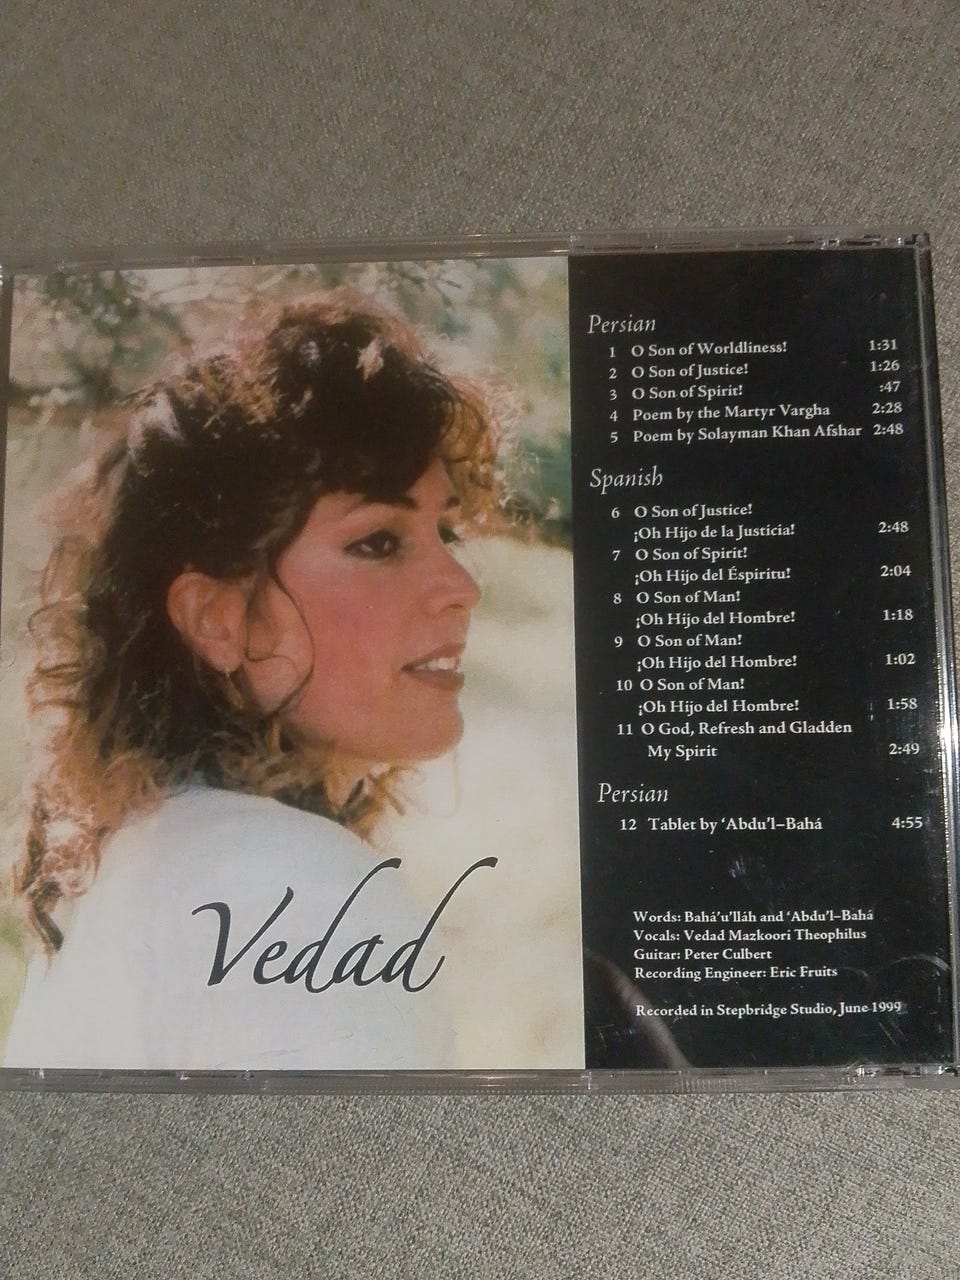 Vedad
Persian
1 O Son of Worldliness! 1:31
2 O Son of Justice! 1:26
3 O Son of Spirit! :47
4 Poem by the Martyr Vargha 2:28
5 Poem by Solayman Khan Afshar 2:48
Spanish
6 O Son of Justice!
¡Oh Hijo de la Justicia! 2:48
7 O Son of Spirit!
¡Oh Hijo del Éspiritu! 2:04
8 O Son of Man!
¡Oh Hijo del Hombre! 1:18
9 O Son of Man!
¡Oh Hijo del Hombre! 1:02
10 O Son of Man!
¡Oh Hijo del Hombre! 1:58
11 O God, Refresh and Gladden
My Spirit 2:49
Persian
12 Tablet by ‘Abdu’l–Bahá 4:55
Words: Bahá’u’lláh and ‘Abdu’l–Bahá
Vocals: Vedad Mazkoori Theophilus
Guitar: Peter Culbert
Recording Engineer: Eric Fruits
Recorded in Stepbridge Studio, June 1999